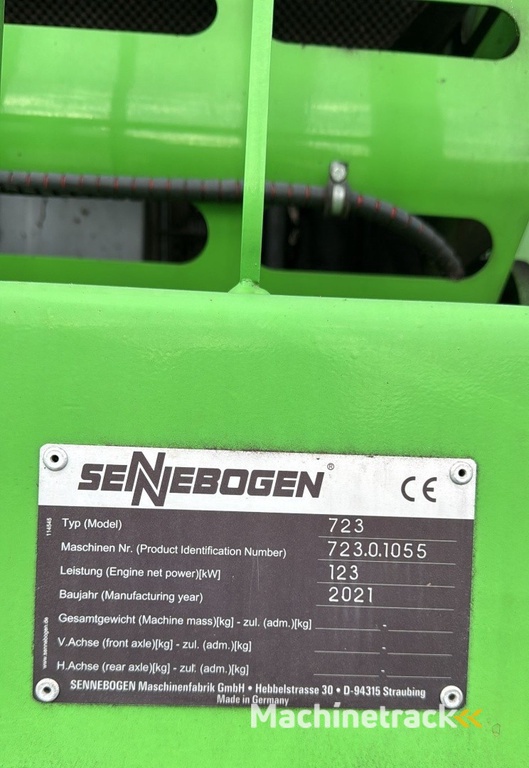 SENNEBOGEN ® CE
Typ (Model) 723
Maschinen Nr. (Product Identification Number) 723.0.1055
Leistung (Engine net power)[kW] 123
Baujahr (Manufacturing year) 2021
Gesamtgewicht (Machine mass)[kg] - zul. (adm.)[kg] -
V.Achse (front axle)[kg] - zul. (adm.)[kg] -
H.Achse (rear axle)[kg] - zul. (adm.)[kg] -
SENNEBOGEN Maschinenfabrik GmbH • Hebbelstrasse 30 • D-94315 Straubing
Made in Germany
114545
www.sennebogen.de
Machinetrack